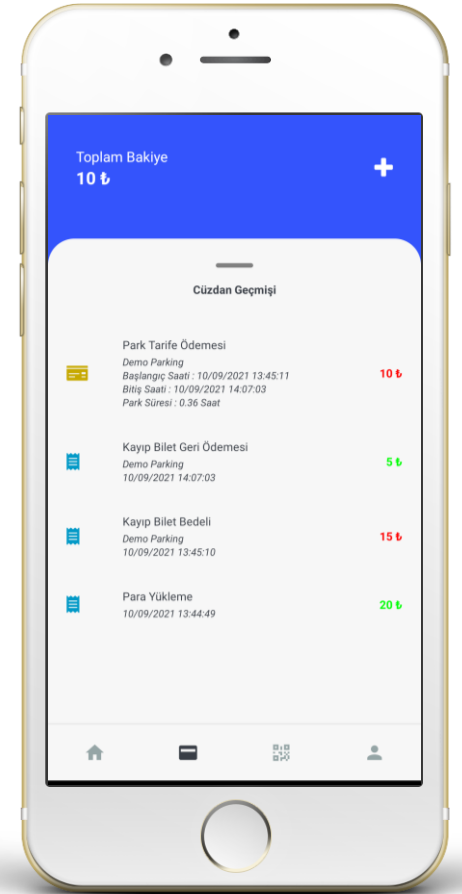 Toplam Bakiye
10 ₺
Cüzdan Geçmişi
Park Tarife Ödemesi
Demo Parking
Başlangıç Saati : 10/09/2021 13:45:11
Bitiş Saati : 10/09/2021 14:07:03
Park Süresi : 0.36 Saat
10 ₺
Kayıp Bilet Geri Ödemesi
Demo Parking
10/09/2021 14:07:03
5 ₺
Kayıp Bilet Bedeli
Demo Parking
10/09/2021 13:45:10
15 ₺
Para Yükleme
10/09/2021 13:44:49
20 ₺